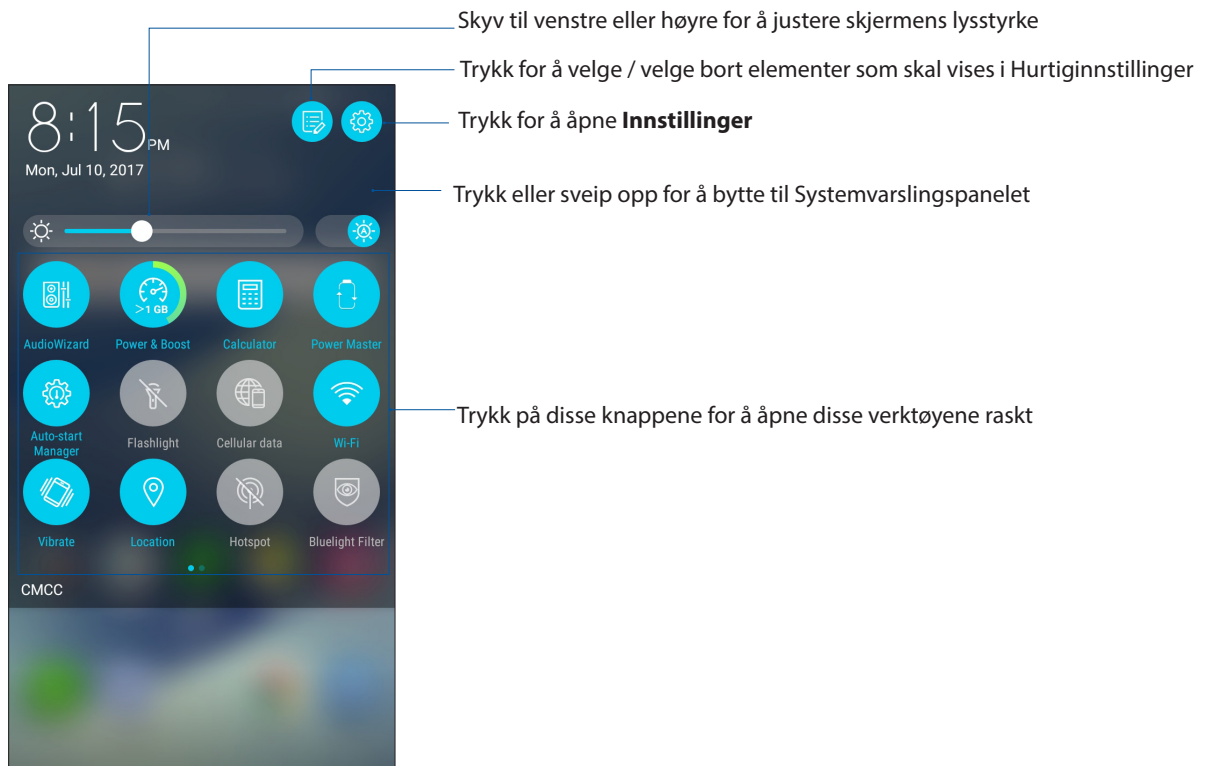 Skyv til venstre eller høyre for å justere skjermens lysstyrke
Trykk for å velge / velge bort elementer som skal vises i Hurtiginnstillinger
Trykk for å åpne Innstillinger
Trykk eller sveip opp for å bytte til Systemvarslingspanelet
Trykk på disse knappene for å åpne disse verktøyene raskt
8:15 PM
Mon, Jul 10, 2017
A
>1 GB
AudioWizard Power & Boost Calculator Power Master
Auto-start
Manager
Flashlight Cellular data Wi-Fi
Vibrate Location Hotspot Bluelight Filter
CMCC